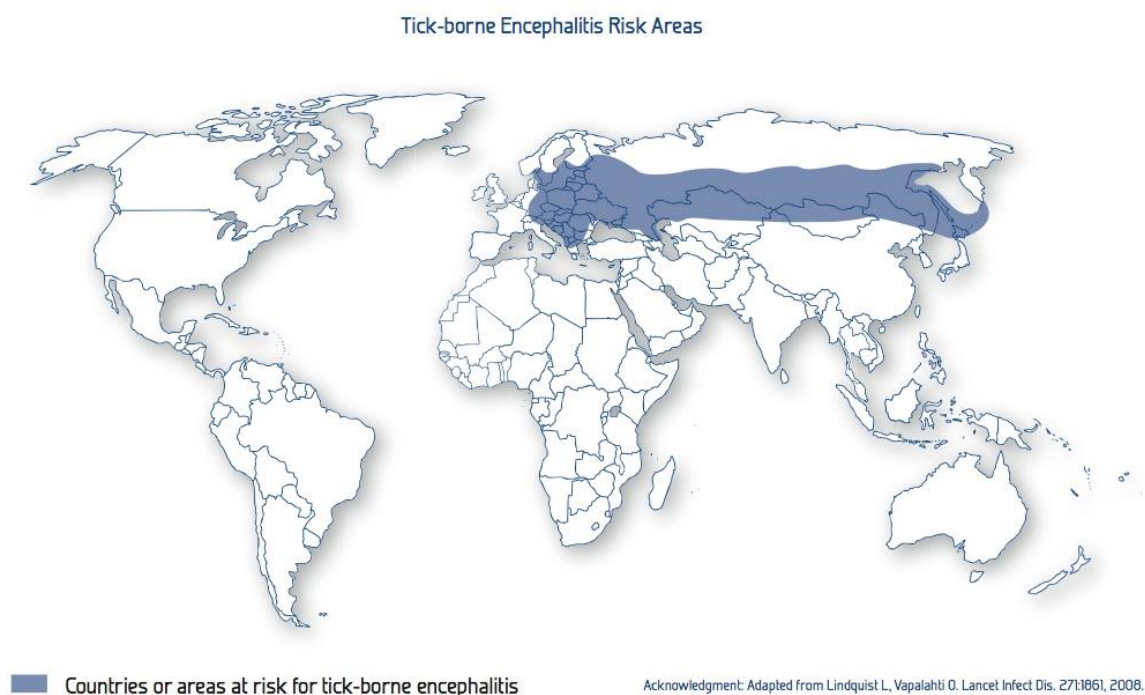 Tick-borne Encephalitis Risk Areas
Countries or areas at risk for tick-borne encephalitis
Acknowledgment: Adapted from Lindquist L, Vapalahti O. Lancet Infect Dis. 271:1861, 2008.